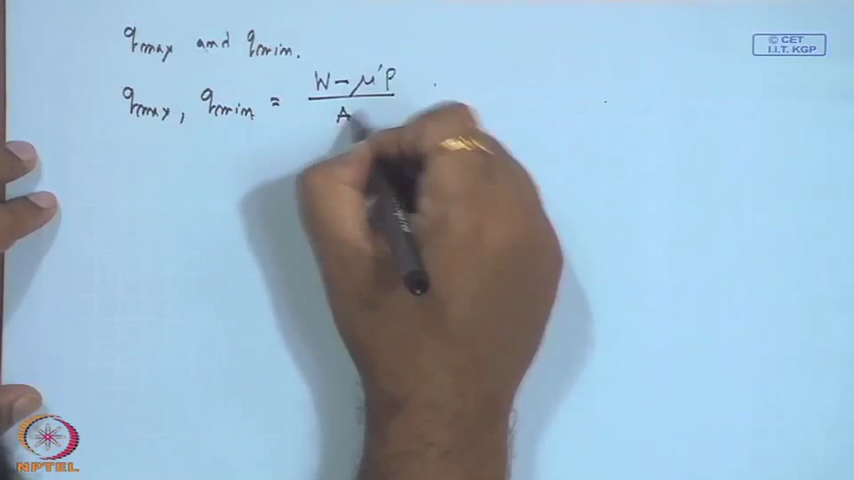 © CET
I.I.T. KGP
qmax and qmin.
qmax, qmin = W - μ'P / A
NPTEL